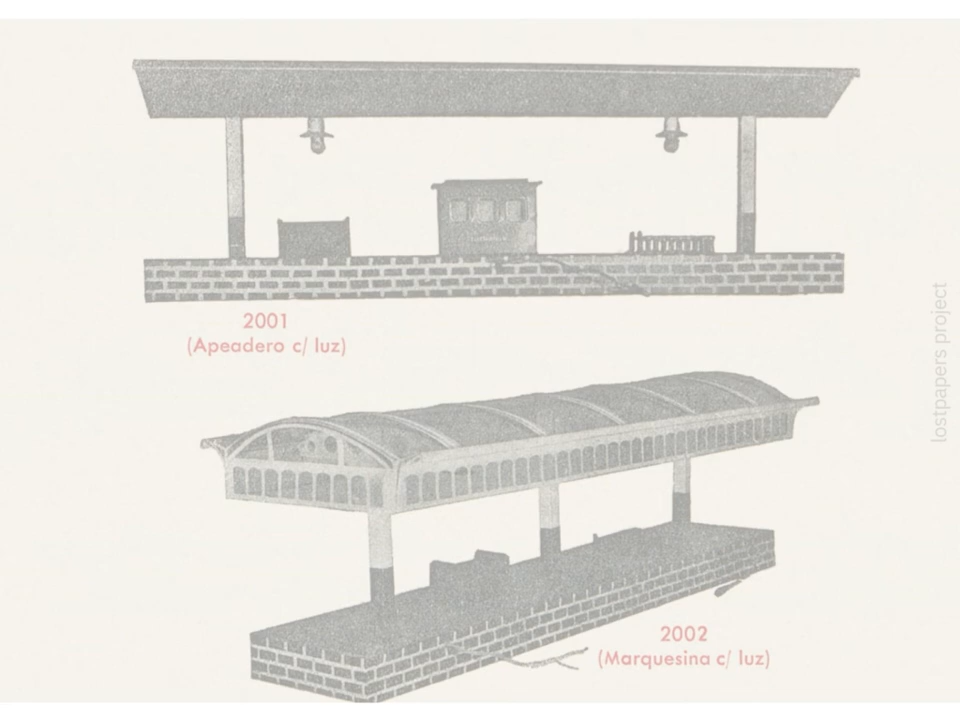 2001
(Apeadero c/ luz)
2002
(Marquesina c/ luz)
lostpapers project